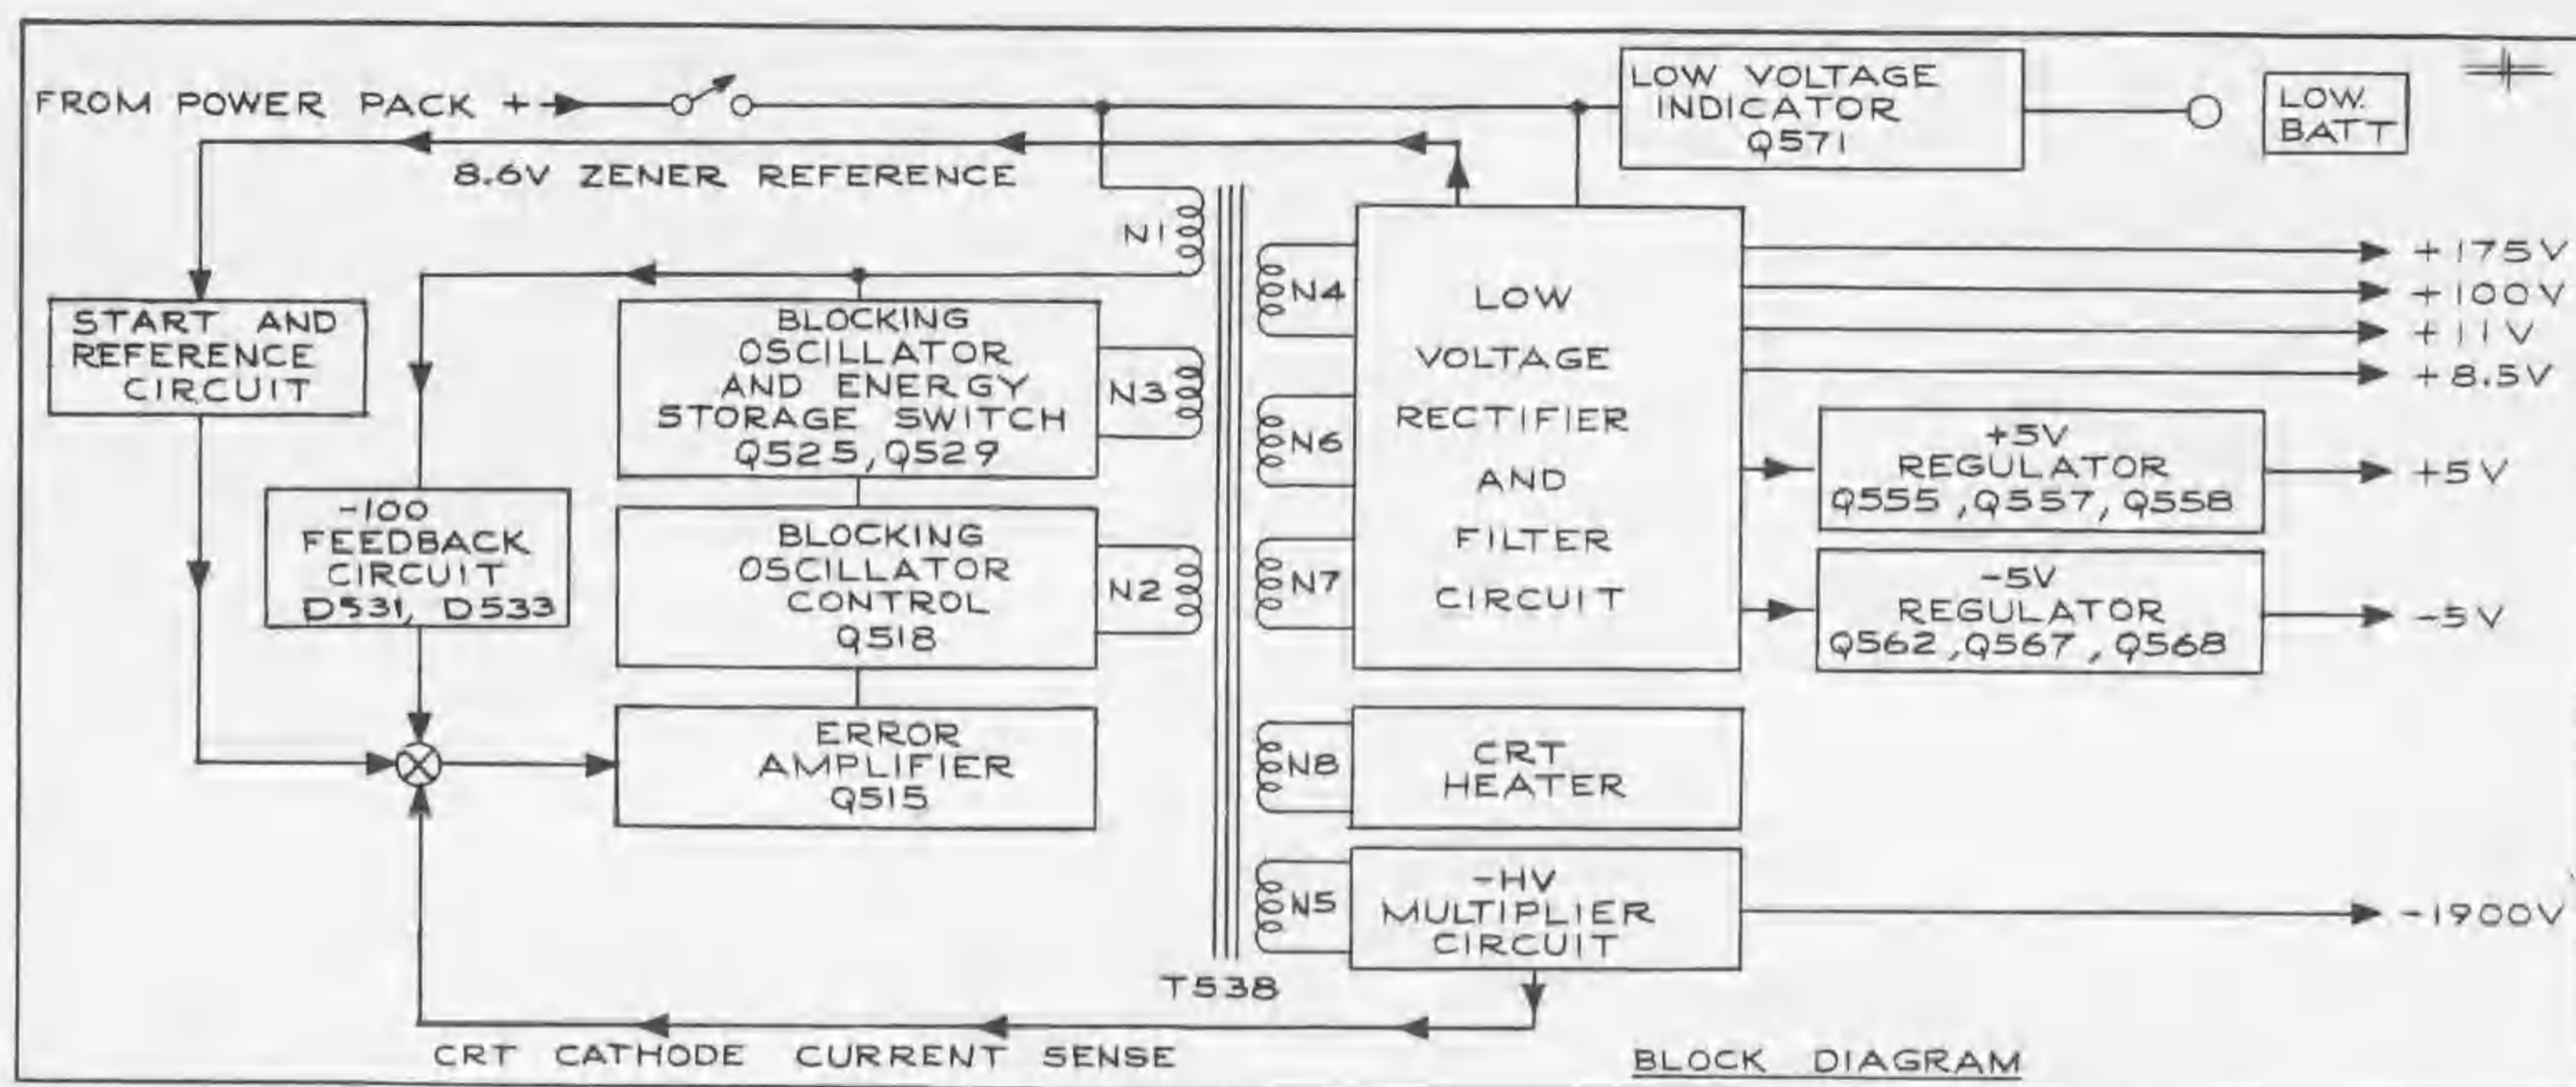 FROM POWER PACK +
LOW VOLTAGE
INDICATOR
Q571
LOW.
BATT
8.6V ZENER REFERENCE
N1
START AND
REFERENCE
CIRCUIT
BLOCKING
OSCILLATOR
AND ENERGY
STORAGE SWITCH
Q525, Q529
N3
-100
FEEDBACK
CIRCUIT
D531, D533
BLOCKING
OSCILLATOR
CONTROL
Q518
N2
ERROR
AMPLIFIER
Q515
N4
N6
N7
LOW
VOLTAGE
RECTIFIER
AND
FILTER
CIRCUIT
+175V
+100V
+11V
+8.5V
+5V
REGULATOR
Q555, Q557, Q558
+5V
-5V
REGULATOR
Q562, Q567, Q568
-5V
N8
CRT
HEATER
N5
-HV
MULTIPLIER
CIRCUIT
-1900V
T538
CRT CATHODE CURRENT SENSE
BLOCK DIAGRAM